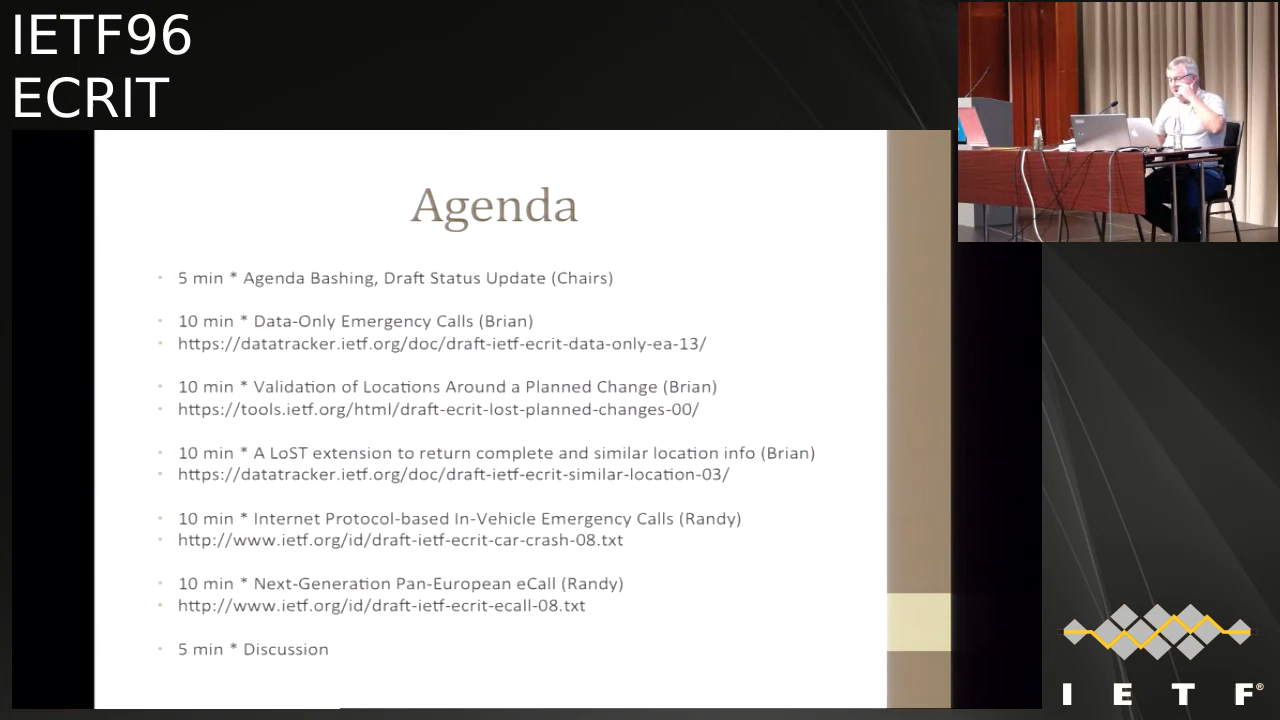 IETF96
ECRIT
Agenda
• 5 min * Agenda Bashing, Draft Status Update (Chairs)
• 10 min * Data-Only Emergency Calls (Brian)
• https://datatracker.ietf.org/doc/draft-ietf-ecrit-data-only-ea-13/
• 10 min * Validation of Locations Around a Planned Change (Brian)
• https://tools.ietf.org/html/draft-ecrit-lost-planned-changes-00/
• 10 min * A LoST extension to return complete and similar location info (Brian)
• https://datatracker.ietf.org/doc/draft-ietf-ecrit-similar-location-03/
• 10 min * Internet Protocol-based In-Vehicle Emergency Calls (Randy)
• http://www.ietf.org/id/draft-ietf-ecrit-car-crash-08.txt
• 10 min * Next-Generation Pan-European eCall (Randy)
• http://www.ietf.org/id/draft-ietf-ecrit-ecall-08.txt
• 5 min * Discussion
I E T F®